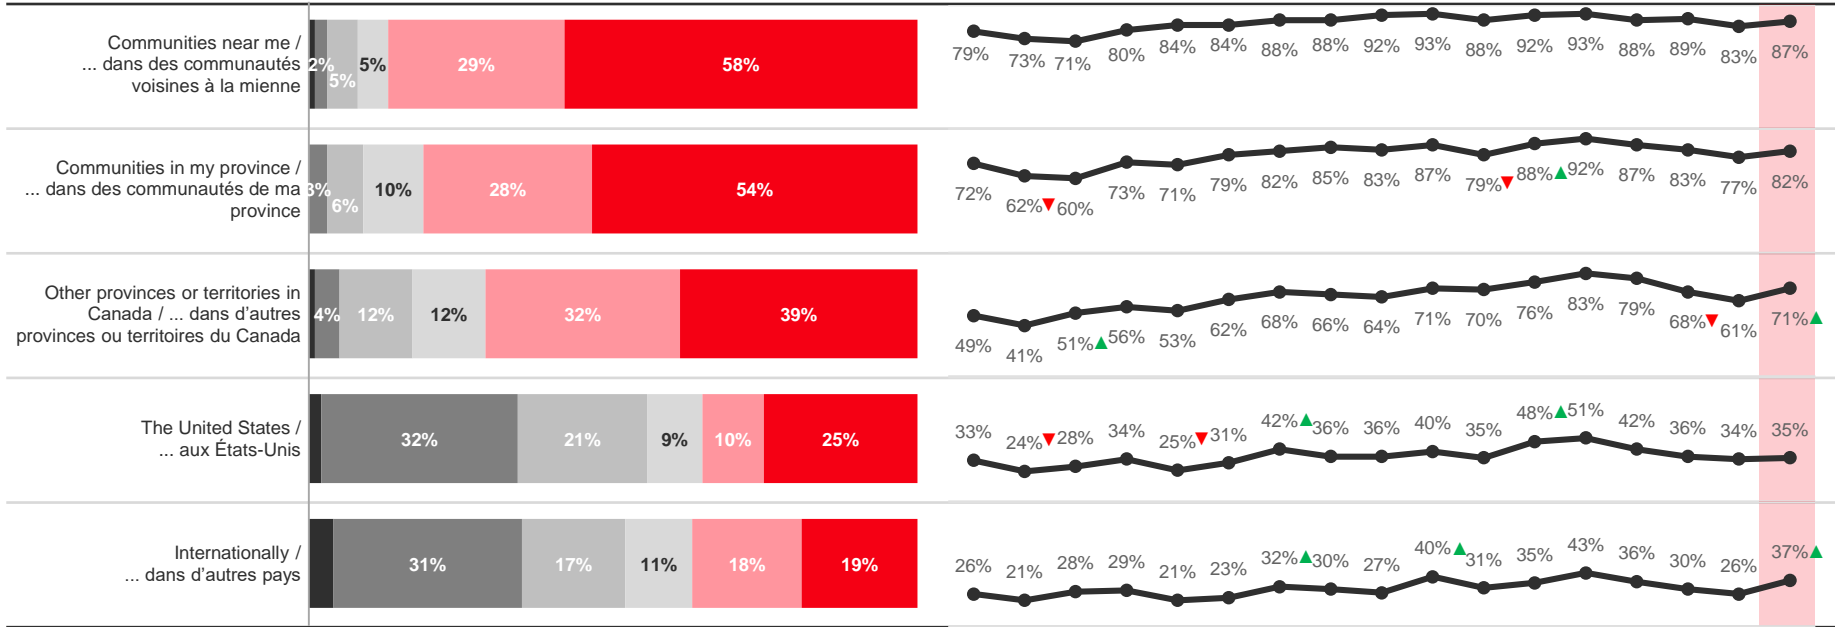 Communities near me /
... dans des communautés
voisines à la mienne
2% 5% 5% 29% 58%
79% 73% 71% 80% 84% 84% 88% 88% 92% 93% 88% 92% 93% 88% 89% 83% 87%
Communities in my province /
... dans des communautés de ma
province
3% 6% 10% 28% 54%
72% 62% 60% 73% 71% 79% 82% 85% 83% 87% 79% 88% 92% 87% 83% 77% 82%
Other provinces or territories in
Canada / ... dans d'autres
provinces ou territoires du Canada
4% 12% 12% 32% 39%
49% 41% 51% 56% 53% 62% 68% 66% 64% 71% 70% 76% 83% 79% 68% 61% 71%
The United States /
... aux États-Unis
32% 21% 9% 10% 25%
33% 24% 28% 34% 25% 31% 42% 36% 36% 40% 35% 48% 51% 42% 36% 34% 35%
Internationally /
... dans d'autres pays
31% 17% 11% 18% 19%
26% 21% 28% 29% 21% 23% 32% 30% 27% 40% 31% 35% 43% 36% 30% 26% 37%